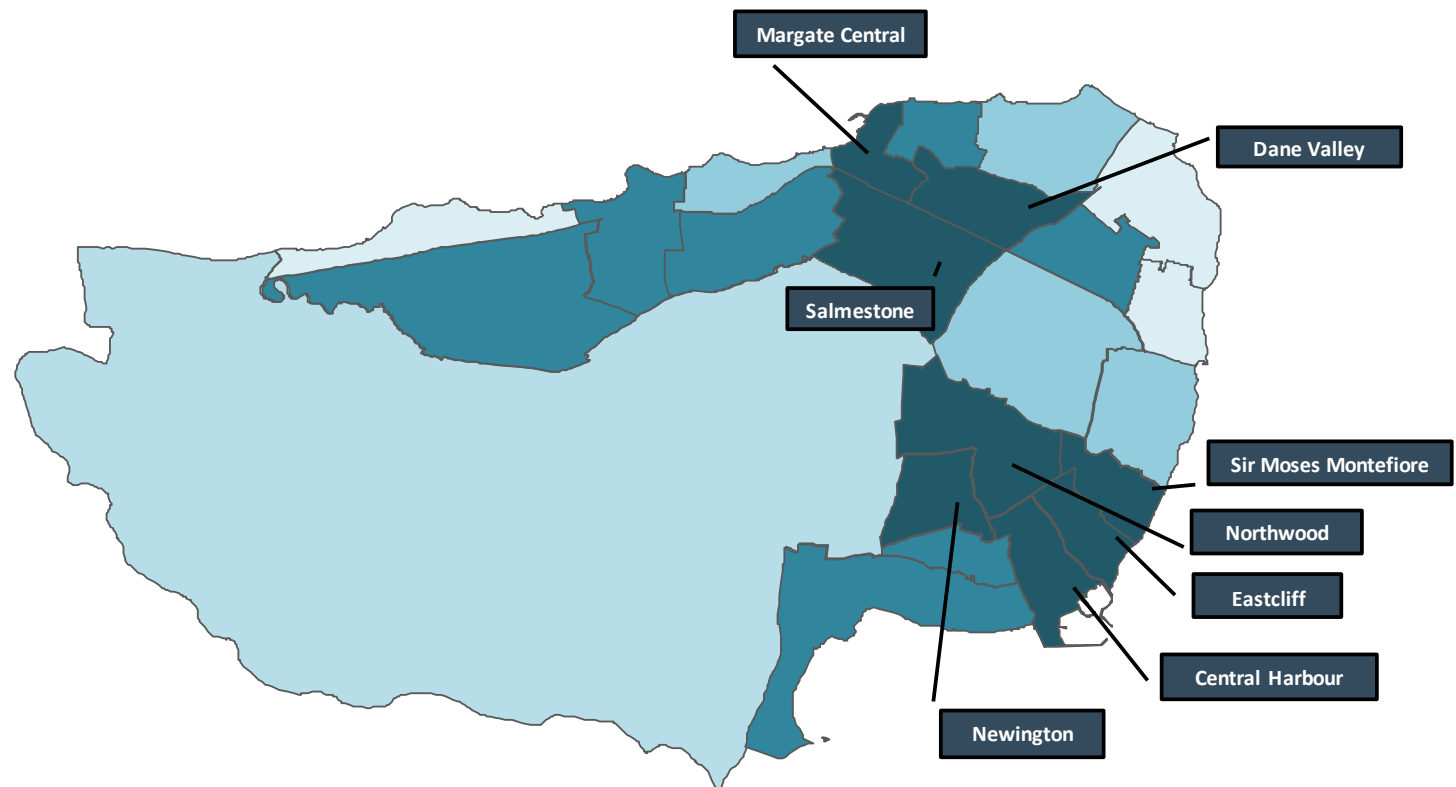 Margate Central
Dane Valley
Salmestone
Sir Moses Montefiore
Northwood
Eastcliff
Central Harbour
Newington